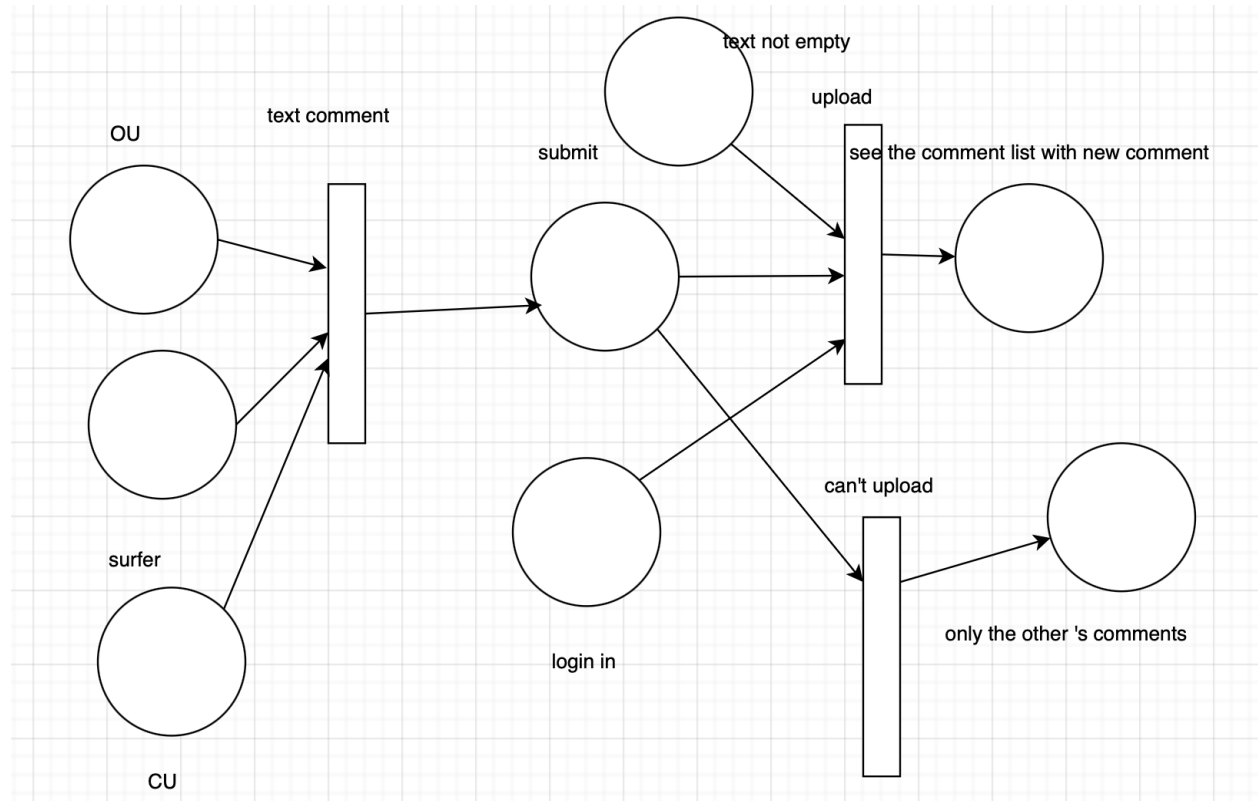 text not empty
upload
text comment
OU
submit
see the comment list with new comment
can't upload
surfer
only the other 's comments
login in
CU